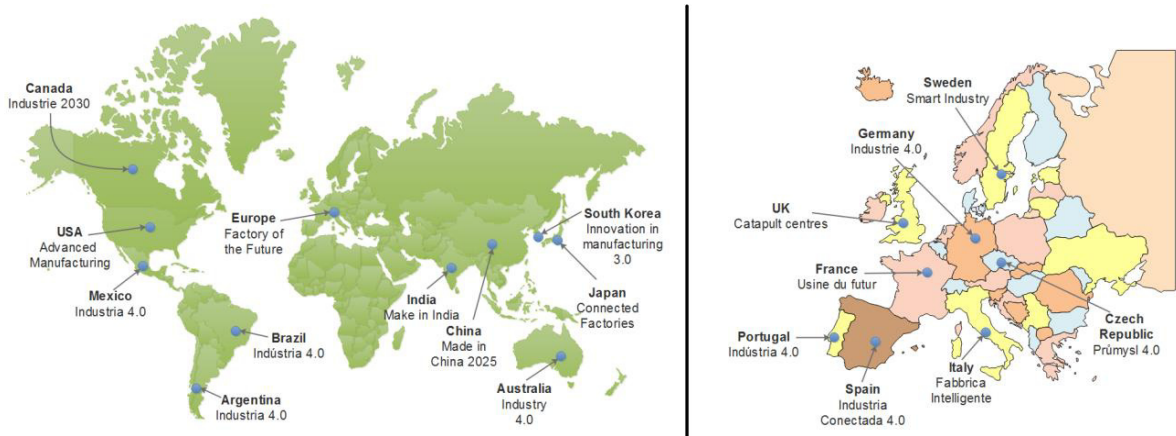 Canada
Industrie 2030
USA
Advanced
Manufacturing
Mexico
Industria 4.0
Brazil
Indústria 4.0
Argentina
Industria 4.0
Europe
Factory of
the Future
India
Make in India
China
Made in
China 2025
South Korea
Innovation in
manufacturing
3.0
Japan
Connected
Factories
Australia
Industry
4.0
Sweden
Smart Industry
Germany
Industrie 4.0
UK
Catapult centres
France
Usine du futur
Portugal
Indústria 4.0
Spain
Industria
Conectada 4.0
Italy
Fabbrica
Intelligente
Czech
Republic
Průmysl 4.0